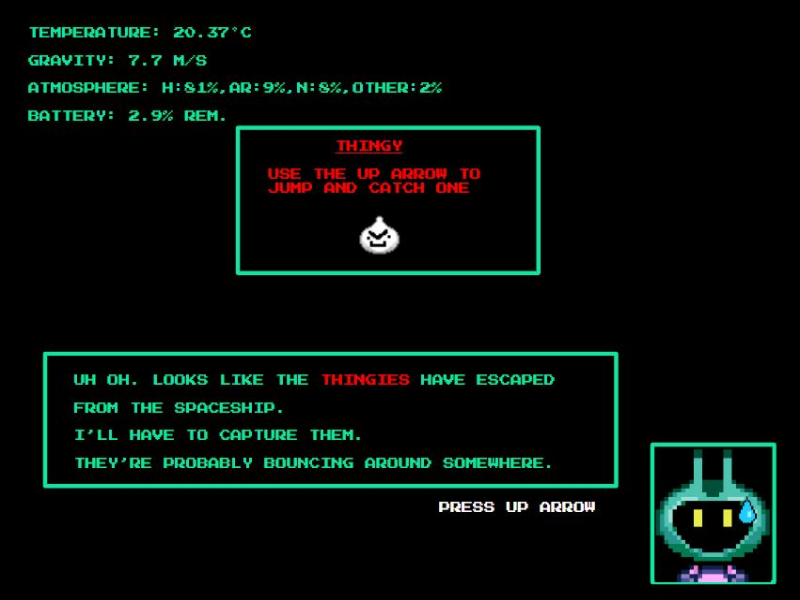 TEMPERATURE: 20.37°C
GRAVITY: 7.7 M/S
ATMOSPHERE: H:81%,AR:9%,N:8%,OTHER:2%
BATTERY: 2.9% REM.
THINGY
USE THE UP ARROW TO
JUMP AND CATCH ONE
UH OH. LOOKS LIKE THE THINGIES HAVE ESCAPED
FROM THE SPACESHIP.
I'LL HAVE TO CAPTURE THEM.
THEY'RE PROBABLY BOUNCING AROUND SOMEWHERE.
PRESS UP ARROW